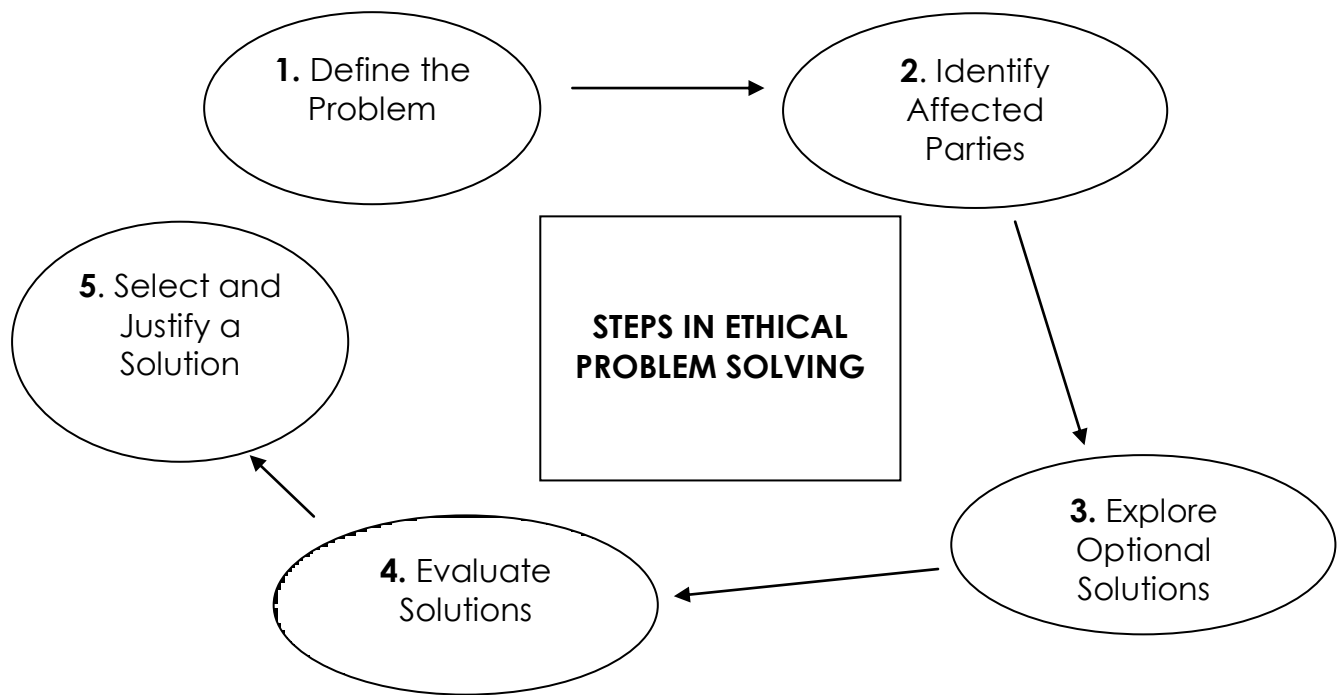 1. Define the
Problem
2. Identify
Affected
Parties
5. Select and
Justify a
Solution
STEPS IN ETHICAL
PROBLEM SOLVING
3. Explore
Optional
Solutions
4. Evaluate
Solutions